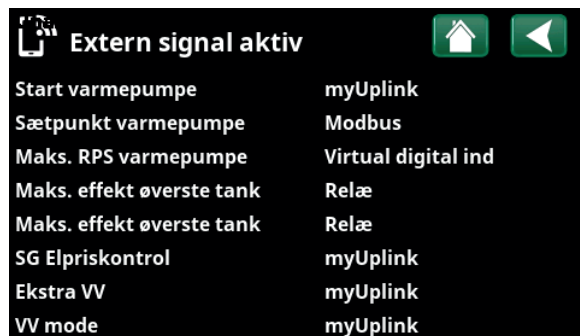 Extern signal aktiv
Start varmepumpe myUplink
Sætpunkt varmepumpe Modbus
Maks. RPS varmepumpe Virtual digital ind
Maks. effekt øverste tank Relæ
Maks. effekt øverste tank Relæ
SG Elpriskontrol myUplink
Ekstra VV myUplink
VV mode myUplink